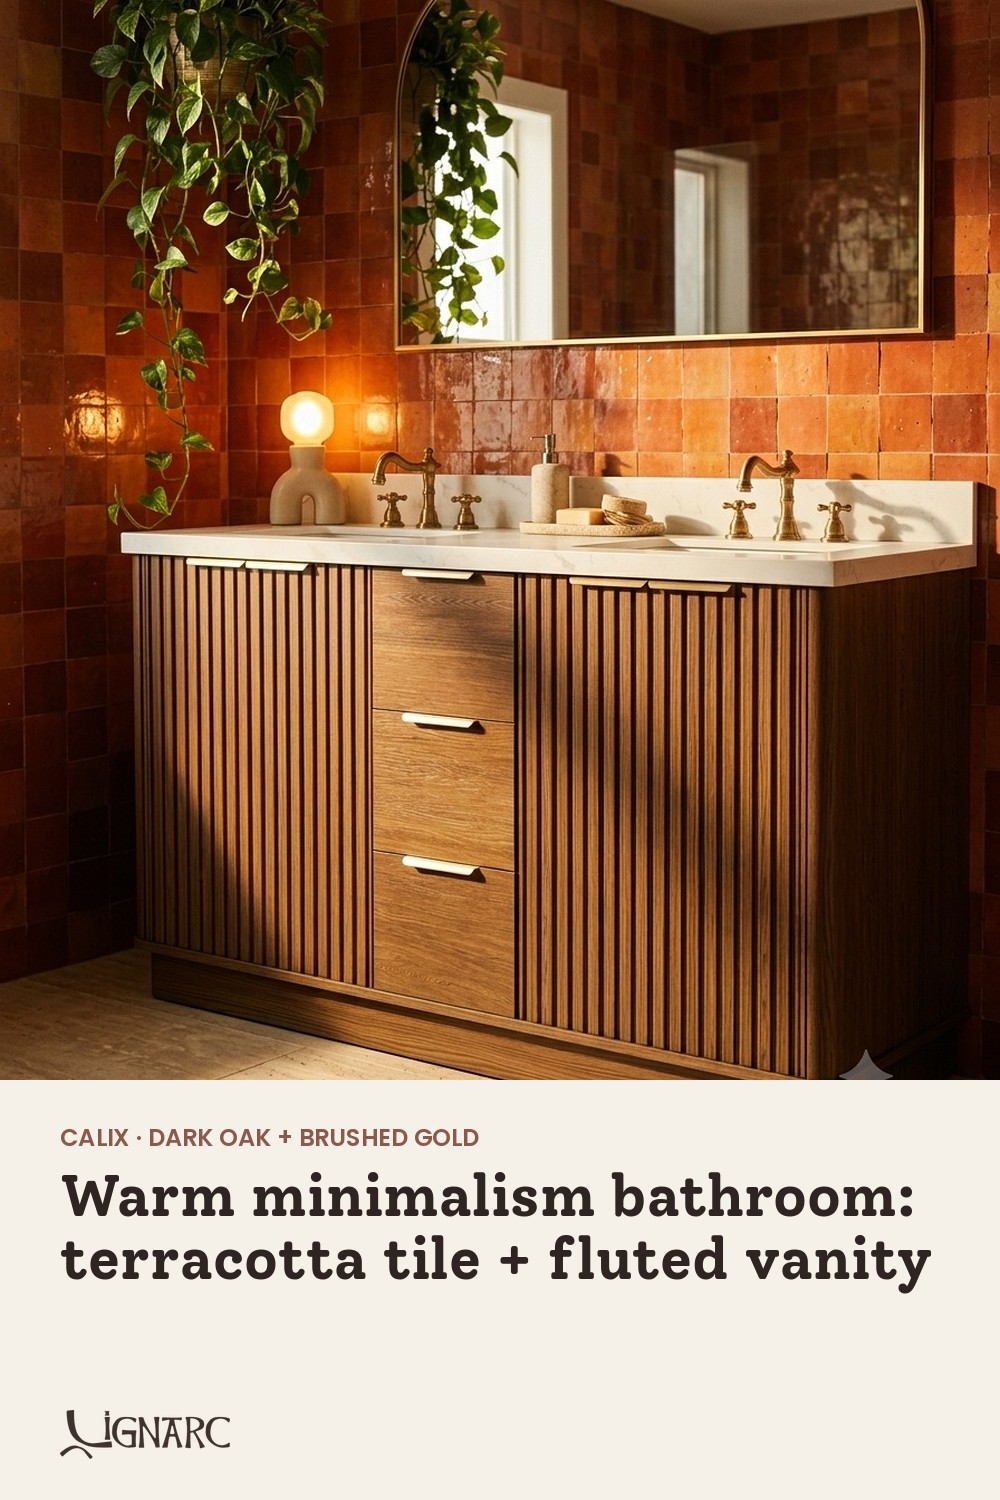 CALIX · DARK OAK + BRUSHED GOLD
Warm minimalism bathroom:
terracotta tile + fluted vanity
LIGNARC